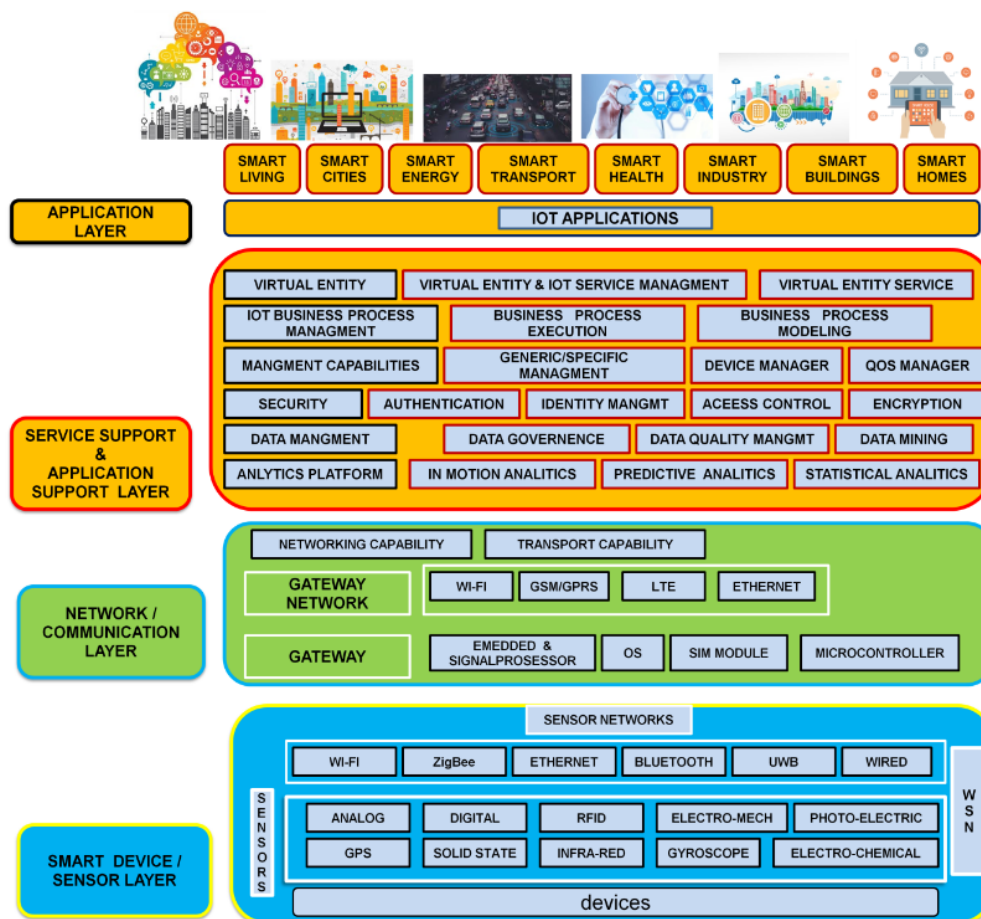 SMART LIVING
SMART CITIES
SMART ENERGY
SMART TRANSPORT
SMART HEALTH
SMART INDUSTRY
SMART BUILDINGS
SMART HOMES
APPLICATION
LAYER
IOT APPLICATIONS
SERVICE SUPPORT
&
APPLICATION
SUPPORT LAYER
VIRTUAL ENTITY
VIRTUAL ENTITY & IOT SERVICE MANAGMENT
VIRTUAL ENTITY SERVICE
IOT BUSINESS PROCESS
MANAGMENT
BUSINESS PROCESS
EXECUTION
BUSINESS PROCESS
MODELING
MANGMENT CAPABILITIES
GENERIC/SPECIFIC
MANAGMENT
DEVICE MANAGER
QOS MANAGER
SECURITY
AUTHENTICATION
IDENTITY MANGMT
ACEESS CONTROL
ENCRYPTION
DATA MANGMENT
DATA GOVERNENCE
DATA QUALITY MANGMT
DATA MINING
ANLYTICS PLATFORM
IN MOTION ANALITICS
PREDICTIVE ANALITICS
STATISTICAL ANALITICS
NETWORK /
COMMUNICATION
LAYER
NETWORKING CAPABILITY
TRANSPORT CAPABILITY
GATEWAY
NETWORK
WI-FI
GSM/GPRS
LTE
ETHERNET
GATEWAY
EMEDDED &
SIGNALPROSESSOR
OS
SIM MODULE
MICROCONTROLLER
SMART DEVICE /
SENSOR LAYER
SENSOR NETWORKS
WI-FI
ZigBee
ETHERNET
BLUETOOTH
UWB
WIRED
SENSORS
ANALOG
DIGITAL
RFID
ELECTRO-MECH
PHOTO-ELECTRIC
GPS
SOLID STATE
INFRA-RED
GYROSCOPE
ELECTRO-CHEMICAL
WSN
devices